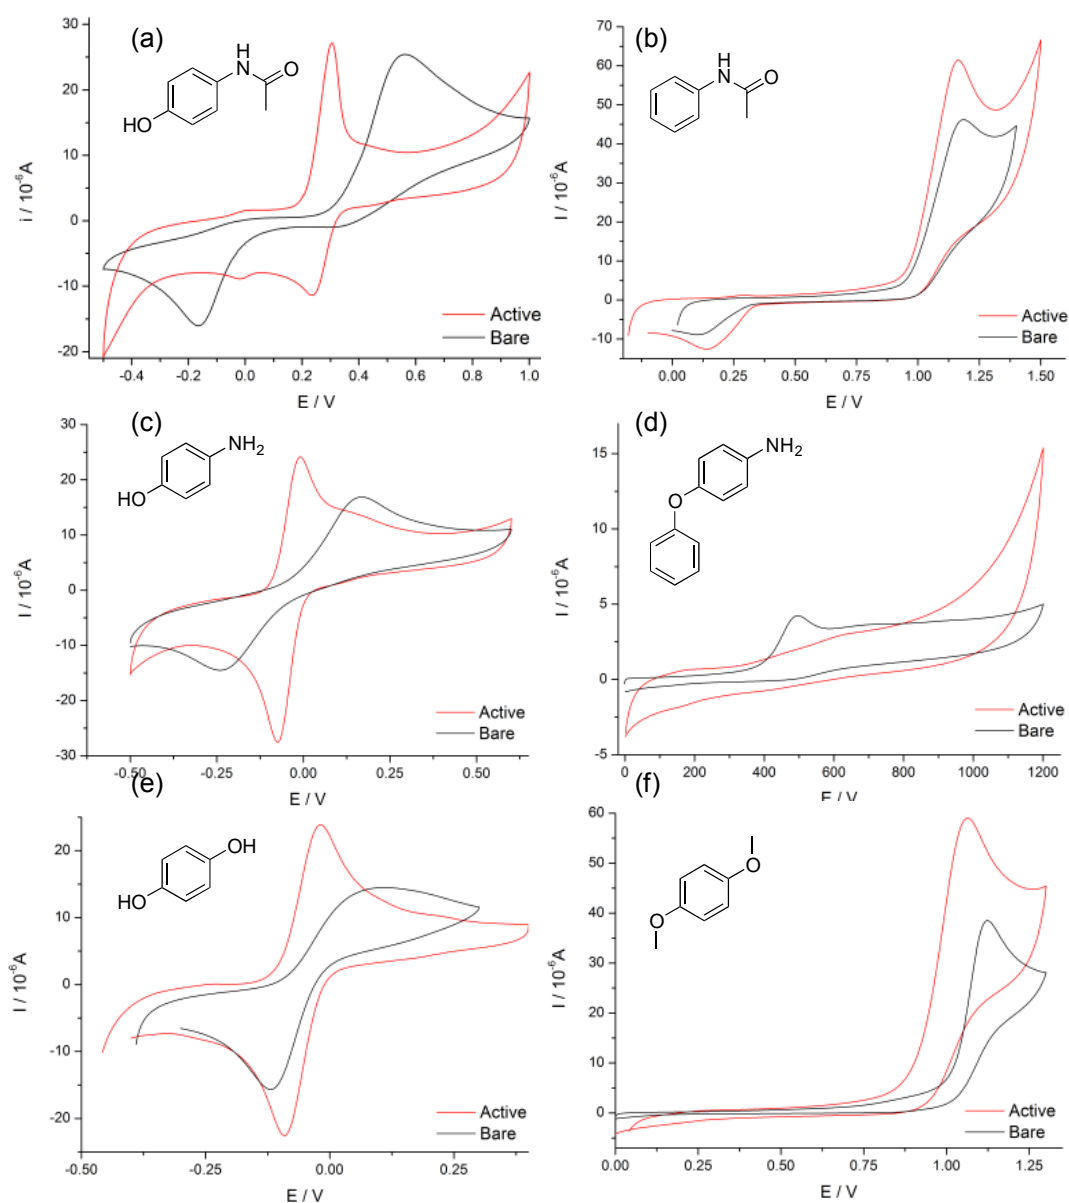 (a)
i / 10⁻⁶A
30
20
10
0
-10
-20
H
N
O
HO
Active
Bare
-0.4 -0.2 0.0 0.2 0.4 0.6 0.8 1.0
E / V
(b)
I / 10⁻⁶A
70
60
50
40
30
20
10
0
-10
H
N
O
Active
Bare
0.00 0.25 0.50 0.75 1.00 1.25 1.50
E / V
(c)
I / 10⁻⁶A
30
20
10
0
-10
-20
-30
NH₂
HO
Active
Bare
-0.50 -0.25 0.00 0.25 0.50
E / V
(d)
I / 10⁻⁶A
15
10
5
0
-5
NH₂
O
Active
Bare
0 200 400 600 800 1000 1200
E / V
(e)
I / 10⁻⁶A
20
10
0
-10
-20
OH
HO
Active
Bare
-0.50 -0.25 0.00 0.25
E / V
(f)
I / 10⁻⁶A
60
50
40
30
20
10
0
O
O
Active
Bare
0.00 0.25 0.50 0.75 1.00 1.25
E / V